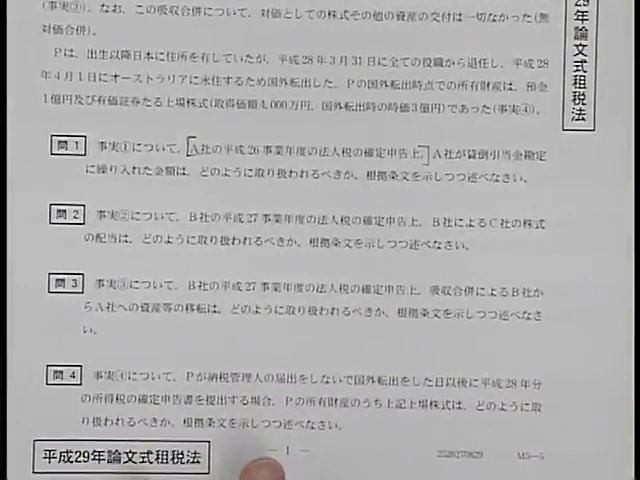 (事実③)。なお、この吸収合併について、対価としての株式その他の資産の交付は一切なかった(無
対価合併)。
Pは、出生以降日本に住所を有していたが、平成28年3月31日に全ての役職から退任し、平成28
年4月1日にオーストラリアに永住するため国外転出した。Pの国外転出時点での所有財産は、預金
1億円及び有価証券たる上場株式(取得価額4,000万円、国外転出時の時価3億円)であった(事実④)。
29年論文式租税法
問1 事実①について、A社の平成26事業年度の法人税の確定申告上、A社が貸倒引当金勘定
に繰り入れた金額は、どのように取り扱われるべきか。根拠条文を示しつつ述べなさい。
問2 事実②について、B社の平成27事業年度の法人税の確定申告上、B社によるC社の株式
の配当は、どのように取り扱われるべきか。根拠条文を示しつつ述べなさい。
問3 事実③について、B社の平成27事業年度の法人税の確定申告上、吸収合併によるB社か
らA社への資産等の移転は、どのように取り扱われるべきか。根拠条文を示しつつ述べなさ
い。
問4 事実④について、Pが納税管理人の届出をしないで国外転出をした日以後に平成28年分
の所得税の確定申告書を提出する場合、Pの所有財産のうち上記上場株式は、どのように取
り扱われるべきか。根拠条文を示しつつ述べなさい。
平成29年論文式租税法
— 1 —
2528270829
M5—5